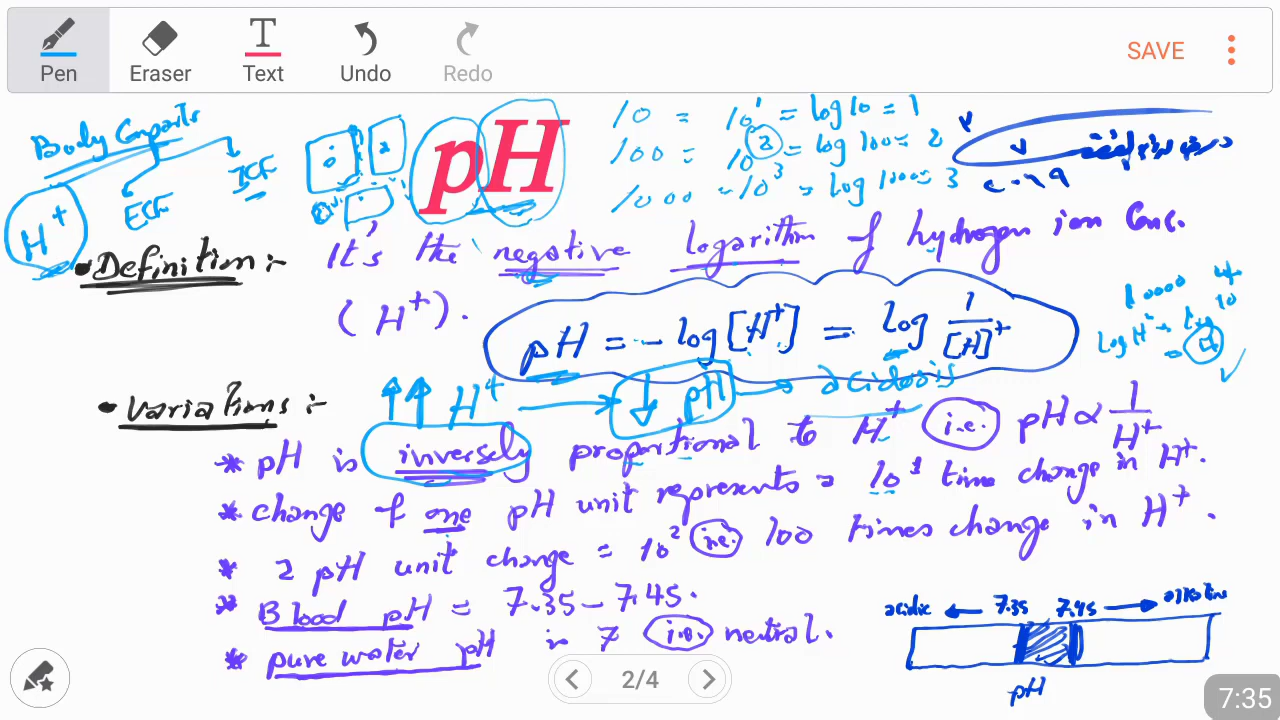 Pen Eraser Text Undo Redo SAVE
Body
ECF
ICF
H⁺
pH
10 = 10¹ = log 10 = 1
100 = 10² = log 100 = 2
1000 = 10³ = log 1000 = 3
• Definition :- It's the negative logarithm of hydrogen ion Conc.
(H⁺).
pH = - log [H⁺] = log 1/[H]⁺
10000
• Variations :- ↑↑ H⁺ → ↓ pH → acidosis
* pH is inversely proportional to H⁺ i.e. pH ∝ 1/H⁺
* change of one pH unit represents a 10¹ time change in H⁺.
* 2 pH unit change = 10² i.e. 100 times change in H⁺.
* Blood pH = 7.35 - 7.45.
* pure water pH is 7 i.e. neutral.
acidic ← 7.35 7.45 → alkaline
pH
2/4
7:35